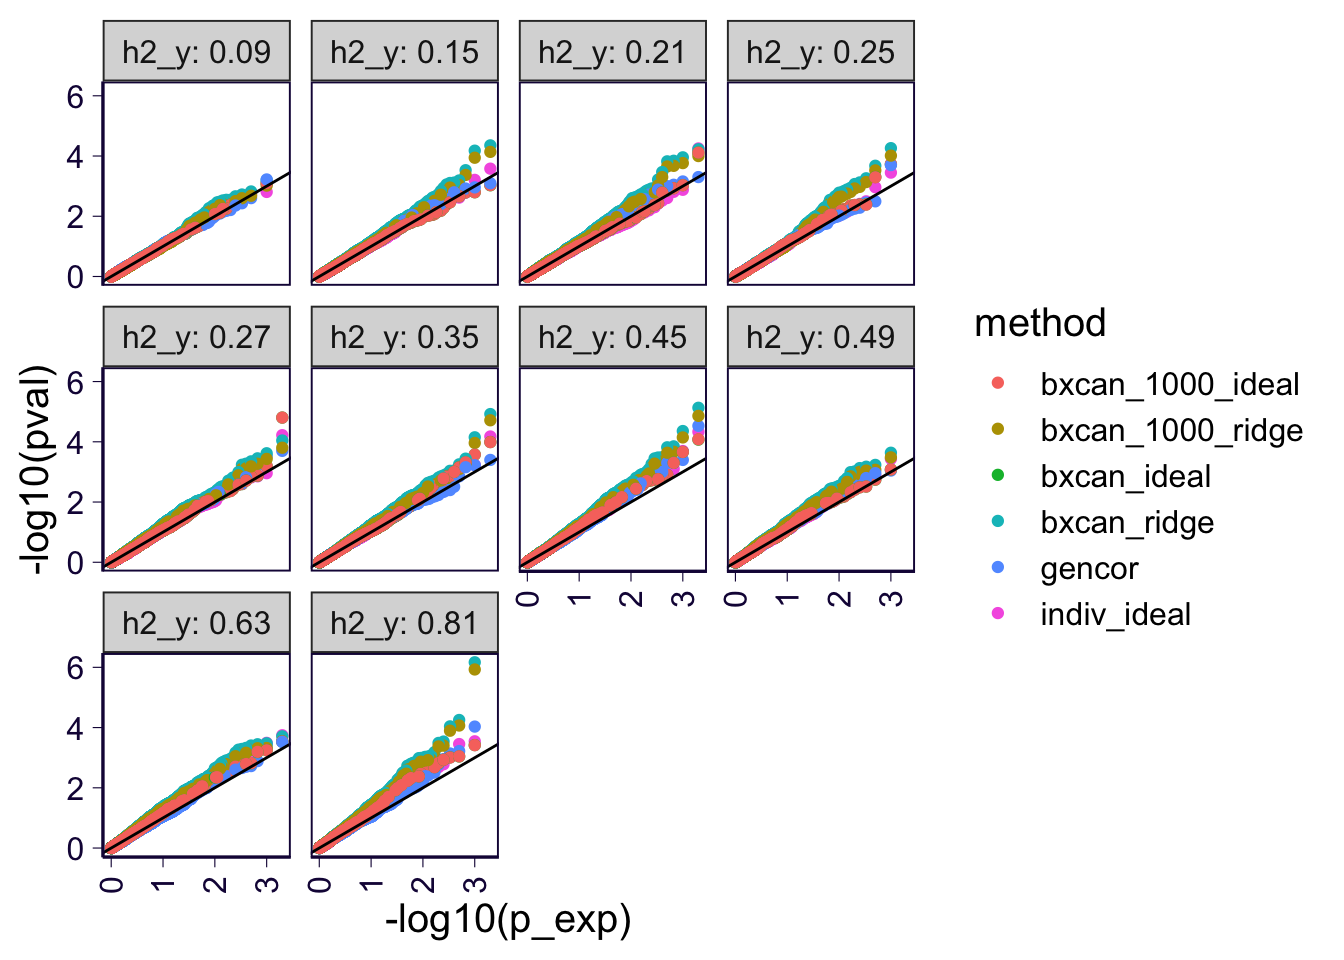 h2_y: 0.09
h2_y: 0.15
h2_y: 0.21
h2_y: 0.25
6
4
2
0
h2_y: 0.27
h2_y: 0.35
h2_y: 0.45
h2_y: 0.49
6
4
2
0
0 1 2 3
0 1 2 3
h2_y: 0.63
h2_y: 0.81
6
4
2
0
0 1 2 3
0 1 2 3
-log10(p_exp)
-log10(pval)
method
bxcan_1000_ideal
bxcan_1000_ridge
bxcan_ideal
bxcan_ridge
gencor
indiv_ideal